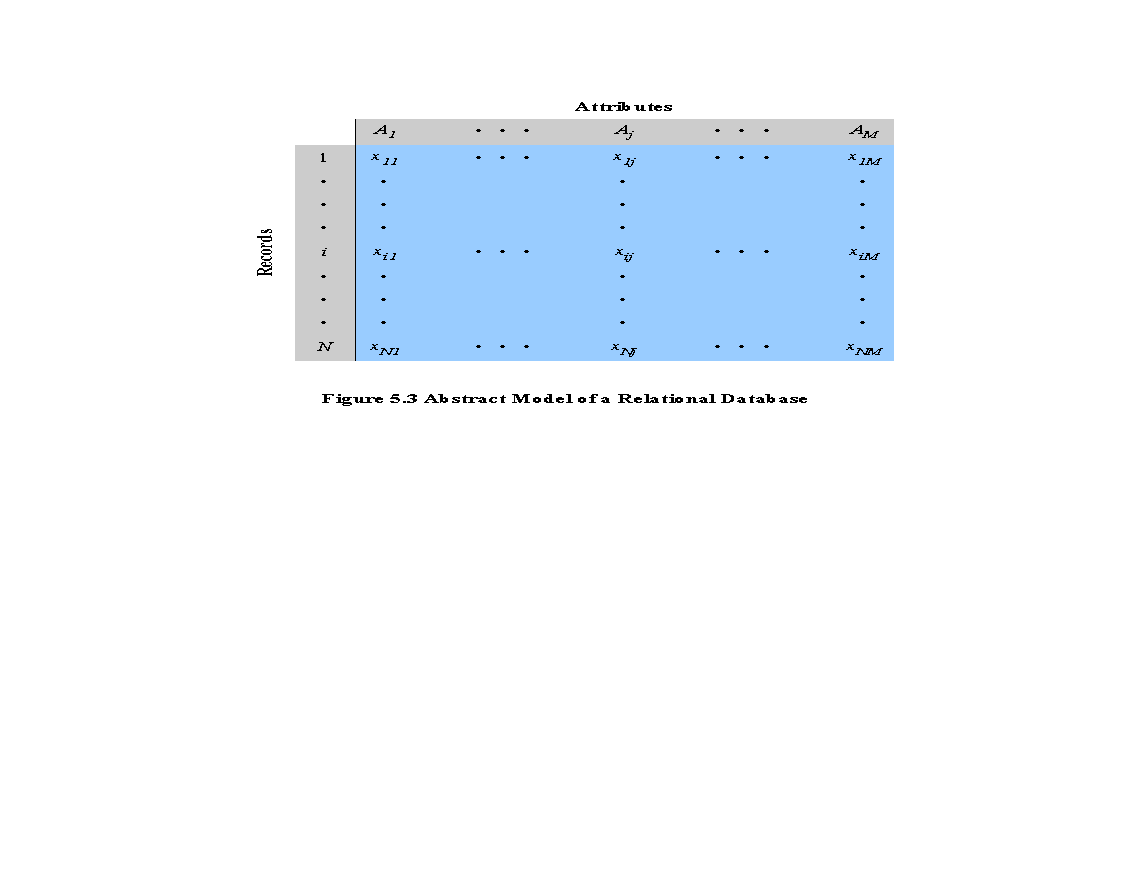 Attributes
A1 • • • Aj • • • AM
1 x11 • • • x1j • • • x1M
• • • •
• • • •
• • • •
Records
i xi1 • • • xij • • • xiM
• • • •
• • • •
• • • •
N xN1 • • • xNj • • • xNM
Figure 5.3 Abstract Model of a Relational Database